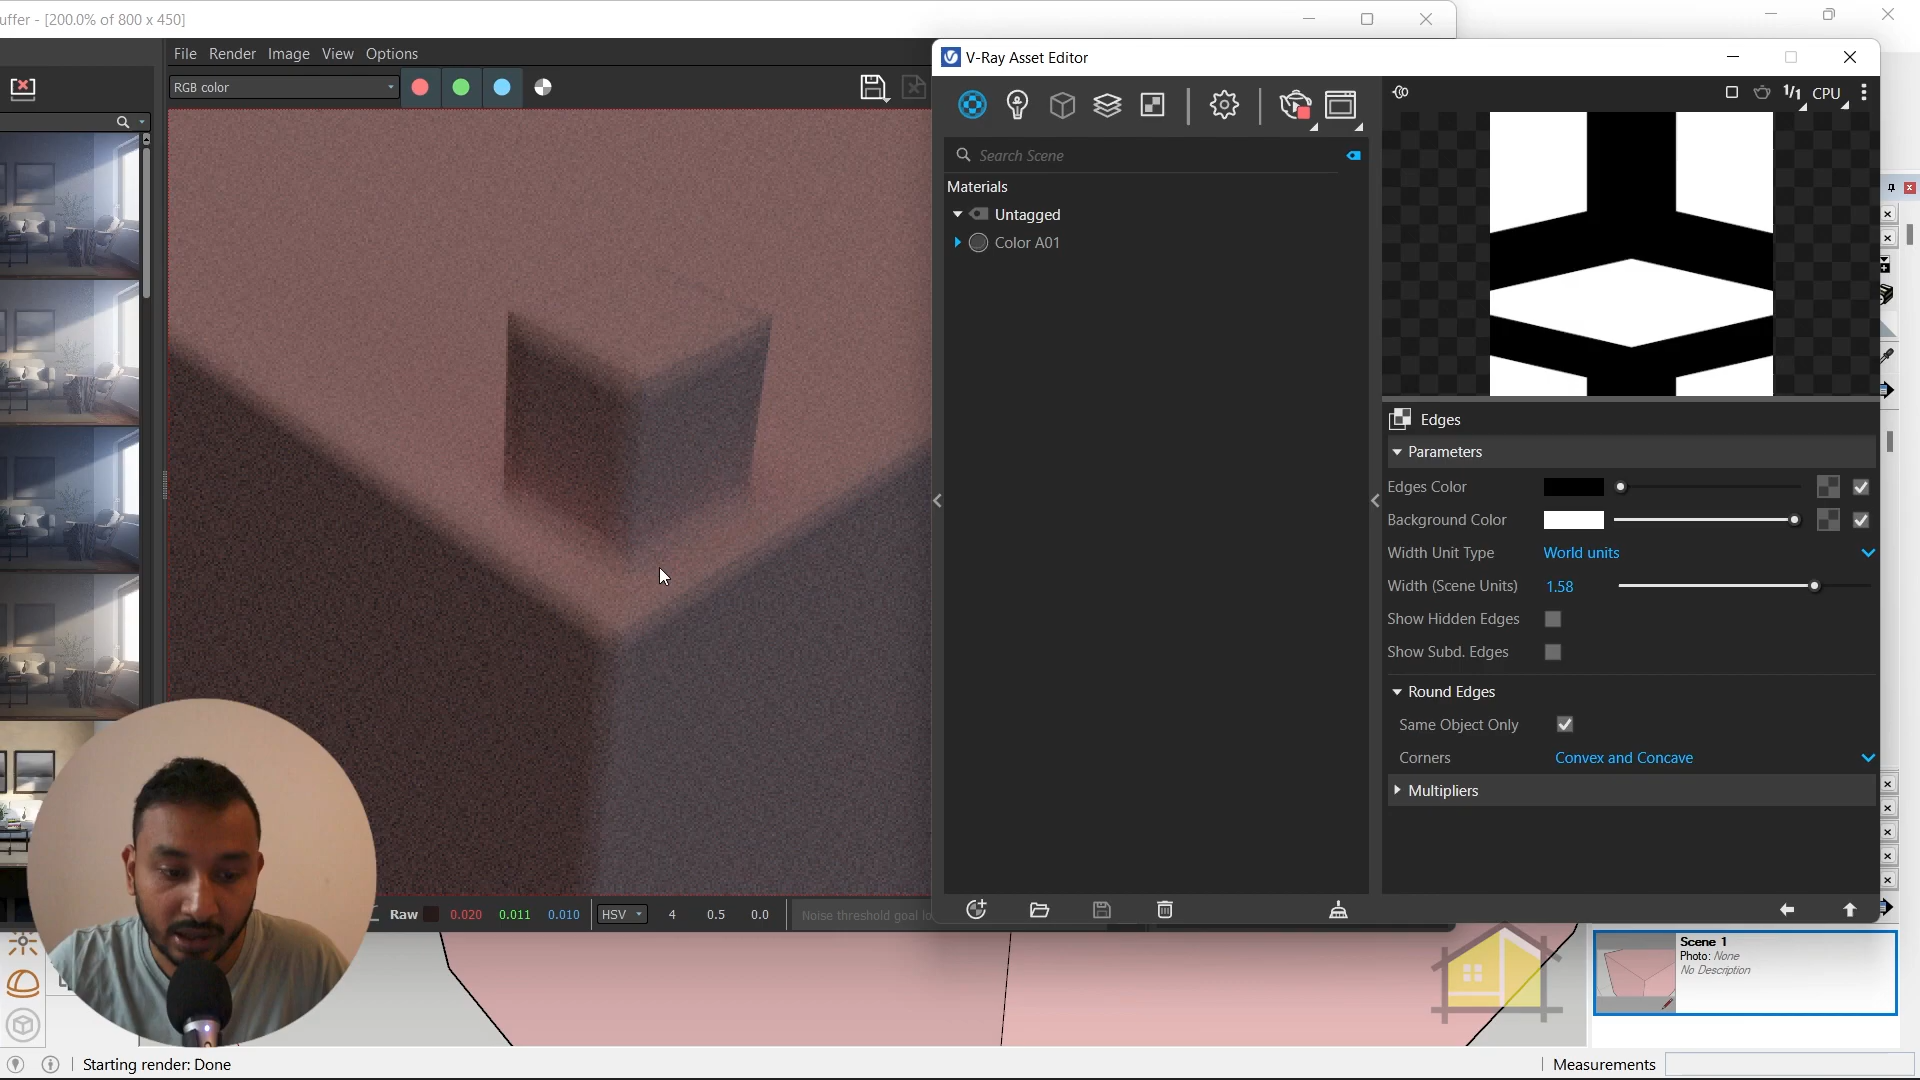 uffer - [200.0% of 800 x 450]
File Render Image View Options
RGB color
V-Ray Asset Editor
1/1 CPU
Search Scene
Materials
Untagged
Color A01
Edges
Parameters
Edges Color
Background Color
Width Unit Type World units
Width (Scene Units) 1.58
Show Hidden Edges
Show Subd. Edges
Round Edges
Same Object Only
Corners Convex and Concave
Multipliers
Raw 0.020 0.011 0.010 HSV 4 0.5 0.0 Noise threshold goal lo
Scene 1
Photo: None
No Description
Starting render: Done
Measurements